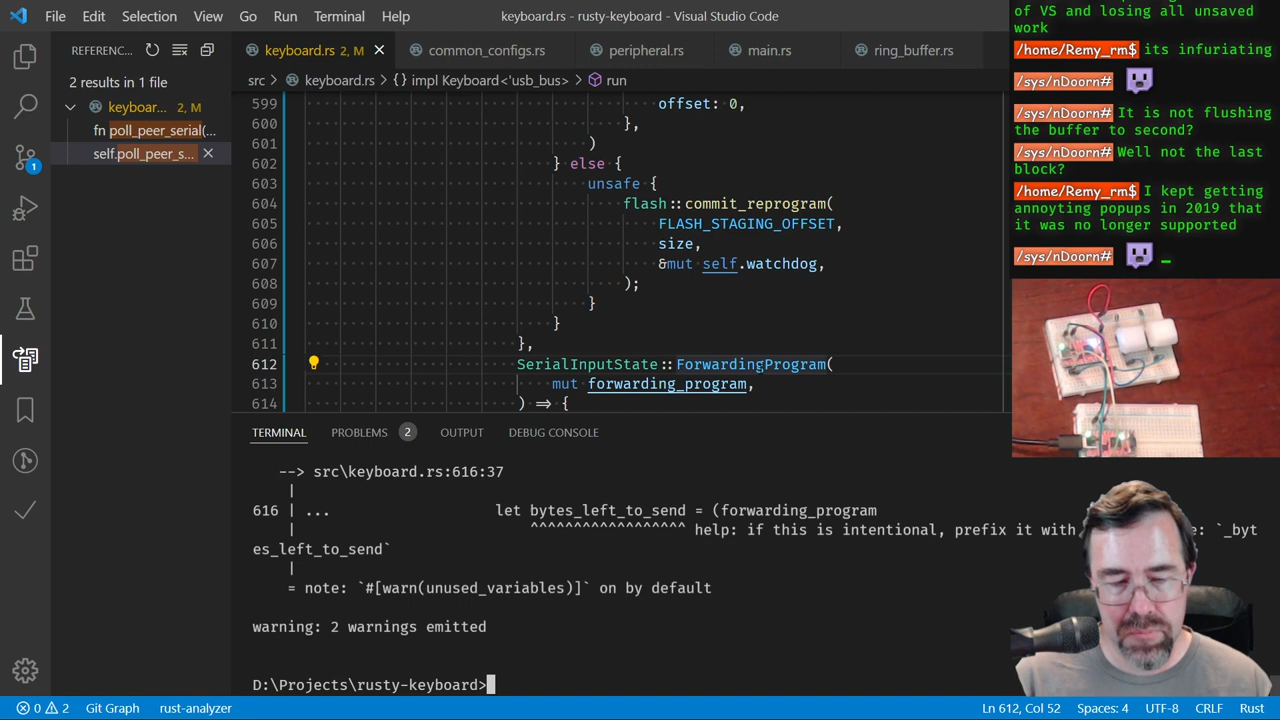 File Edit Selection View Go Run Terminal Help
keyboard.rs - rusty-keyboard - Visual Studio Code
REFERENC...
2 results in 1 file
keyboar... 2, M
fn poll_peer_serial(...
self.poll_peer_s...
1
keyboard.rs 2, M
common_configs.rs
peripheral.rs
main.rs
ring_buffer.rs
src > keyboard.rs > {} impl Keyboard<'usb_bus> > run
599 offset: 0,
600 },
601 )
602 } else {
603 unsafe {
604 flash::commit_reprogram(
605 FLASH_STAGING_OFFSET,
606 size,
607 &mut self.watchdog,
608 );
609 }
610 }
611 },
612 SerialInputState::ForwardingProgram(
613 mut forwarding_program,
614 ) => {
TERMINAL PROBLEMS 2 OUTPUT DEBUG CONSOLE
--> src\keyboard.rs:616:37
|
616 | ... let bytes_left_to_send = (forwarding_program
| ^^^^^^^^^^^^^^^^^^ help: if this is intentional, prefix it with e: `_byt
es_left_to_send`
|
= note: `#[warn(unused_variables)]` on by default
warning: 2 warnings emitted
D:\Projects\rusty-keyboard>
0 2 Git Graph rust-analyzer
Ln 612, Col 52 Spaces: 4 UTF-8 CRLF Rust
of VS and losing all unsaved
work
/home/Remy_rm$ its infuriating
/sys/nDoorn#
/sys/nDoorn# It is not flushing
the buffer to second?
/sys/nDoorn# Well not the last
block?
/home/Remy_rm$ I kept getting
annoyting popups in 2019 that
it was no longer supported
/sys/nDoorn# _